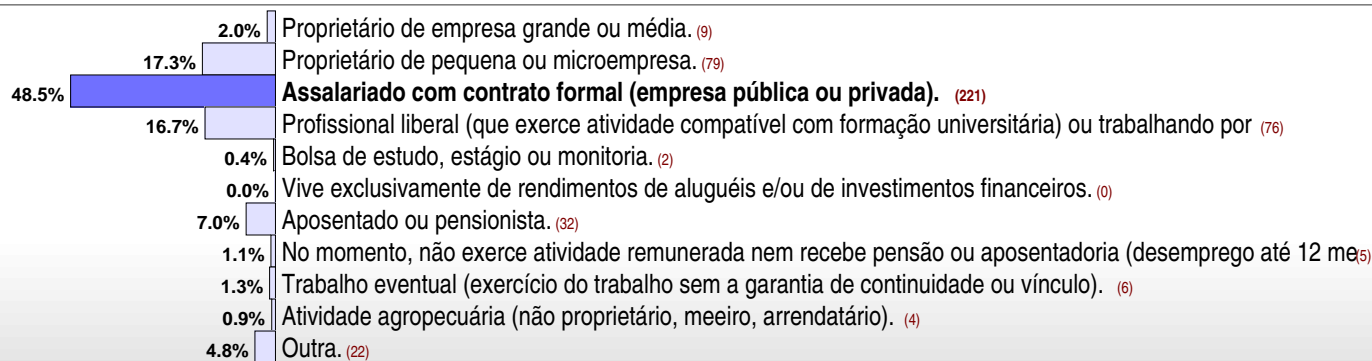 2.0% Proprietário de empresa grande ou média. (9)
17.3% Proprietário de pequena ou microempresa. (79)
48.5% Assalariado com contrato formal (empresa pública ou privada). (221)
16.7% Profissional liberal (que exerce atividade compatível com formação universitária) ou trabalhando por (76)
0.4% Bolsa de estudo, estágio ou monitoria. (2)
0.0% Vive exclusivamente de rendimentos de aluguéis e/ou de investimentos financeiros. (0)
7.0% Aposentado ou pensionista. (32)
1.1% No momento, não exerce atividade remunerada nem recebe pensão ou aposentadoria (desemprego até 12 me (5)
1.3% Trabalho eventual (exercício do trabalho sem a garantia de continuidade ou vínculo). (6)
0.9% Atividade agropecuária (não proprietário, meeiro, arrendatário). (4)
4.8% Outra. (22)